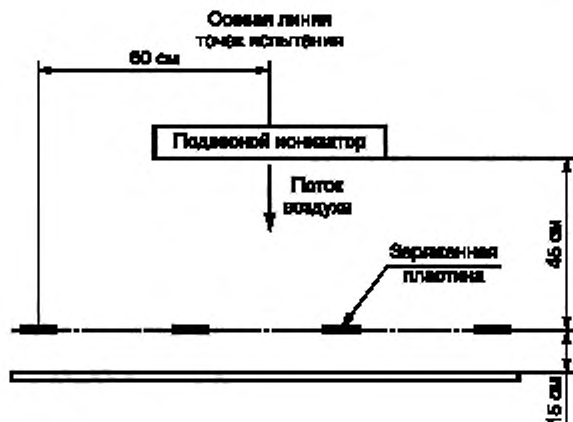 Осевая линия
точек испытания
60 см
Подвесной ионизатор
Поток
воздуха
45 см
Заряженная
пластина
15 см